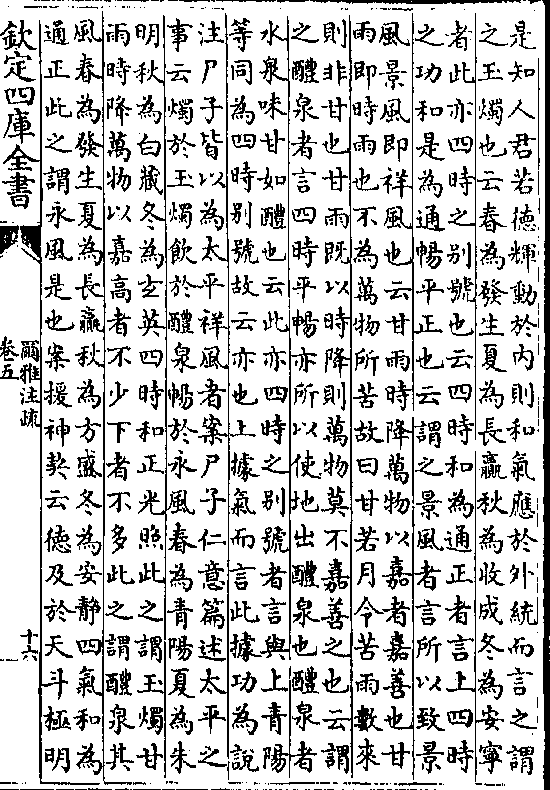 是知人君若德輝動於内則和氣應於外統而言之謂
之玉燭也云春為發生夏為長贏秋為收成冬為安寧
者此亦四時之別號也云四時和為通正者言上四時
之功和是為通暢平正也云謂之景風者言所以致景
風景風即祥風也云甘雨時降萬物以嘉者嘉善也甘
雨即時雨也不為萬物所苦故曰甘若月令苦雨數來
則非甘也甘雨既以時降則萬物莫不嘉善之也云謂
之醴泉者言四時平暢亦所以使地出醴泉也醴泉者
水泉味甘如醴也云此亦四時之別號者言與上青陽
等同為四時別號故云亦也上據氣而言此據功為說
注尸子皆以為太平祥風者案尸子仁意篇述太平之
事云燭於玉燭飲於醴泉暢於永風春為青陽夏為朱
明秋為白藏冬為𤣥英四時和正光照此之謂玉燭甘
雨時降萬物以嘉高者不少下者不多此之謂醴泉其
風春為發生夏為長贏秋為方盛冬為安静四氣和為
通正此之謂永風是也案援神契云德及於天斗極明
欽定四庫全書
爾雅注疏
卷五
十六